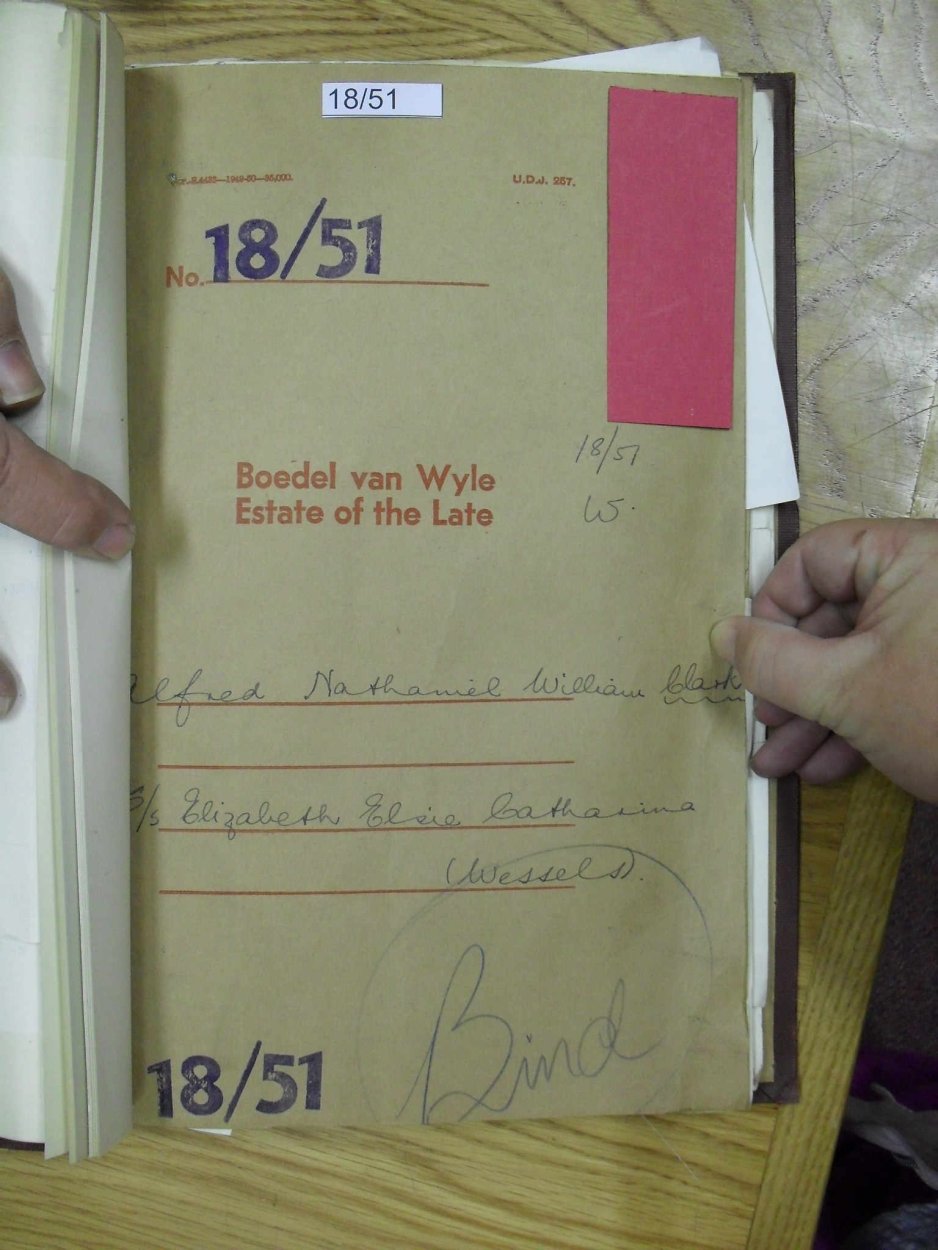 18/51
U.D.J. 257.
No. 18/51
18/51
W.
Boedel van Wyle
Estate of the Late
Alfred Nathaniel William Clark
S/s Elizabeth Elsie Catharina
(Wessels).
Bind
18/51